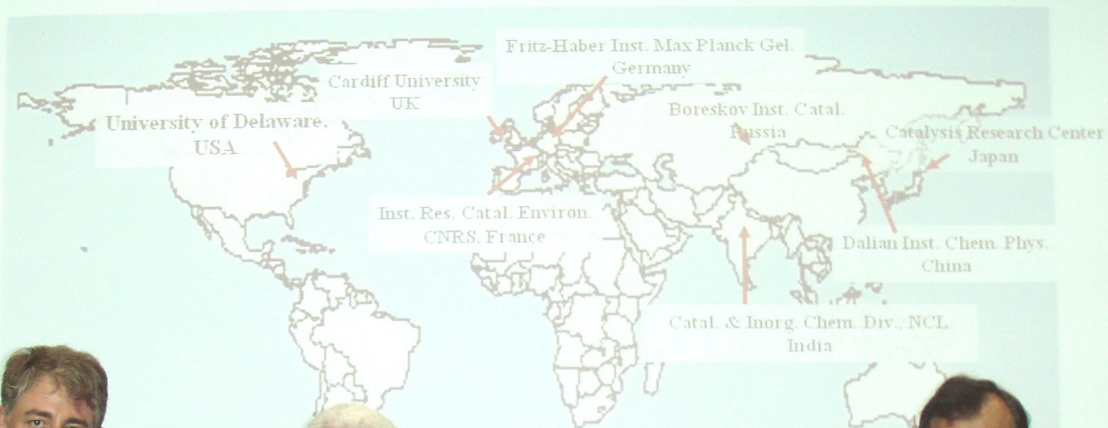 Fritz-Haber Inst. Max Planck Gel.
Germany
Cardiff University
UK
Boreskov Inst. Catal.
Russia
University of Delaware.
USA
Catalysis Research Center
Japan
Inst. Res. Catal. Environ.
CNRS. France
Dalian Inst. Chem. Phys.
China
Catal. & Inorg. Chem. Div., NCL.
India